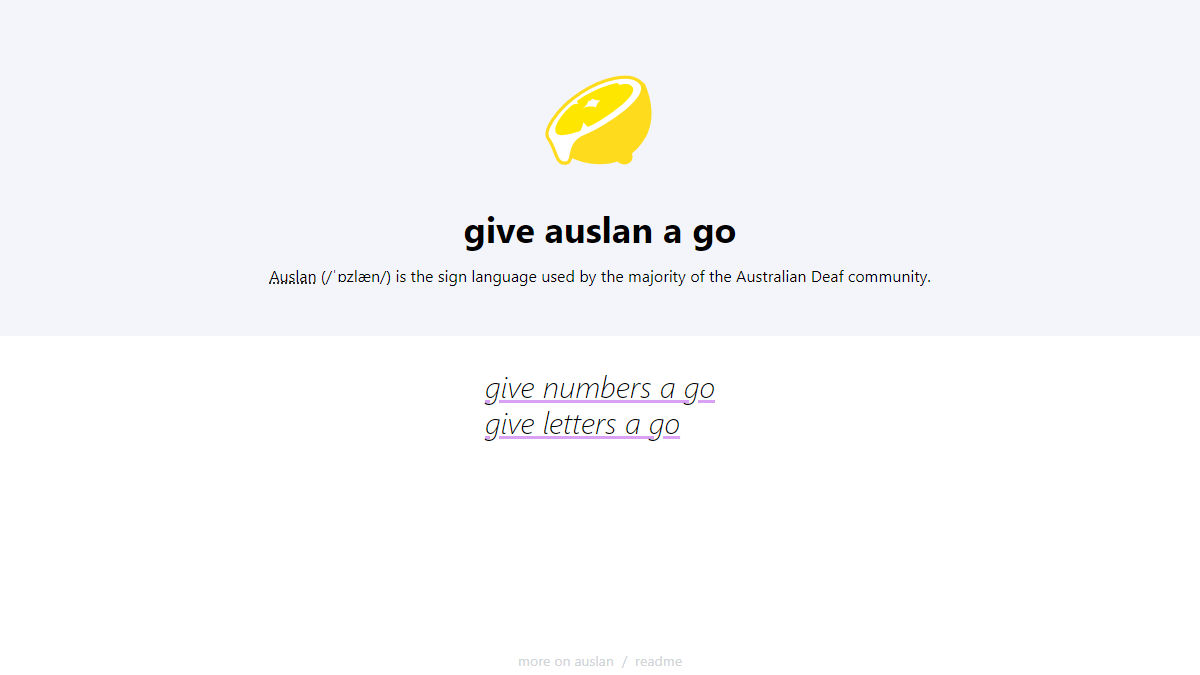 give auslan a go
Auslan (/ˈɒzlæn/) is the sign language used by the majority of the Australian Deaf community.
give numbers a go
give letters a go
more on auslan / readme